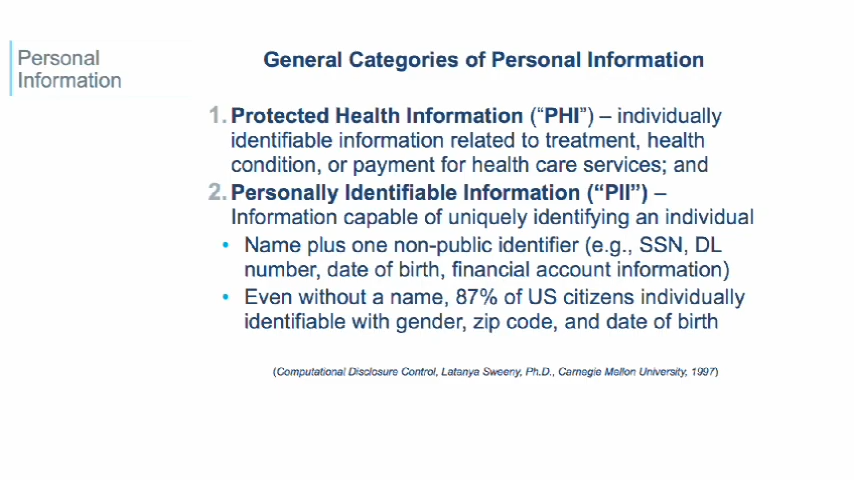 Personal
Information
General Categories of Personal Information
1. Protected Health Information (“PHI”) – individually
identifiable information related to treatment, health
condition, or payment for health care services; and
2. Personally Identifiable Information (“PII”) –
Information capable of uniquely identifying an individual
• Name plus one non-public identifier (e.g., SSN, DL
number, date of birth, financial account information)
• Even without a name, 87% of US citizens individually
identifiable with gender, zip code, and date of birth
(Computational Disclosure Control, Latanya Sweeny, Ph.D., Carnegie Mellon University, 1997)